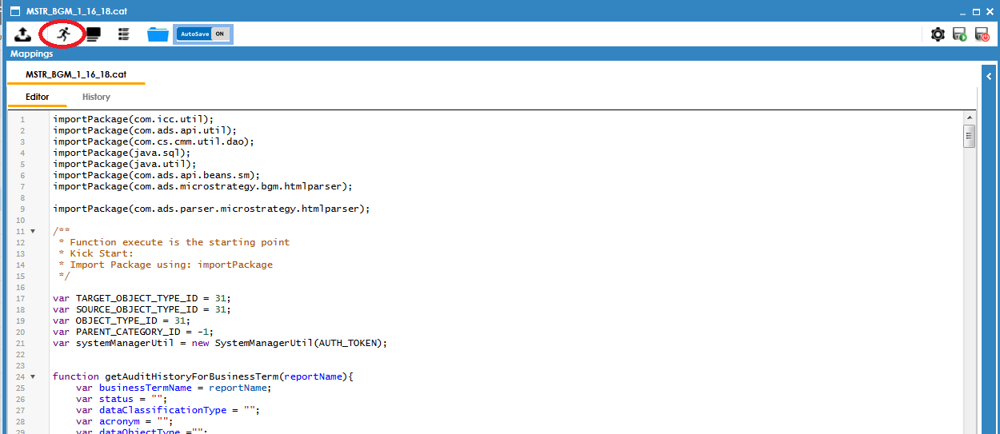 MSTR_BGM_1_16_18.cat
AutoSave ON
Mappings
MSTR_BGM_1_16_18.cat
Editor History
1 importPackage(com.icc.util);
2 importPackage(com.ads.api.util);
3 importPackage(com.cs.cmm.util.dao);
4 importPackage(java.sql);
5 importPackage(java.util);
6 importPackage(com.ads.api.beans.sm);
7 importPackage(com.ads.microstrategy.bgm.htmlparser);
8
9 importPackage(com.ads.parser.microstrategy.htmlparser);
10
11 /**
12 * Function execute is the starting point
13 * Kick Start:
14 * Import Package using: importPackage
15 */
16
17 var TARGET_OBJECT_TYPE_ID = 31;
18 var SOURCE_OBJECT_TYPE_ID = 31;
19 var OBJECT_TYPE_ID = 31;
20 var PARENT_CATEGORY_ID = -1;
21 var systemManagerUtil = new SystemManagerUtil(AUTH_TOKEN);
22
23
24 function getAuditHistoryForBusinessTerm(reportName){
25 var businessTermName = reportName;
26 var status = "";
27 var dataClassificationType = "";
28 var acronym = "";
29 var dataObjectType ="";